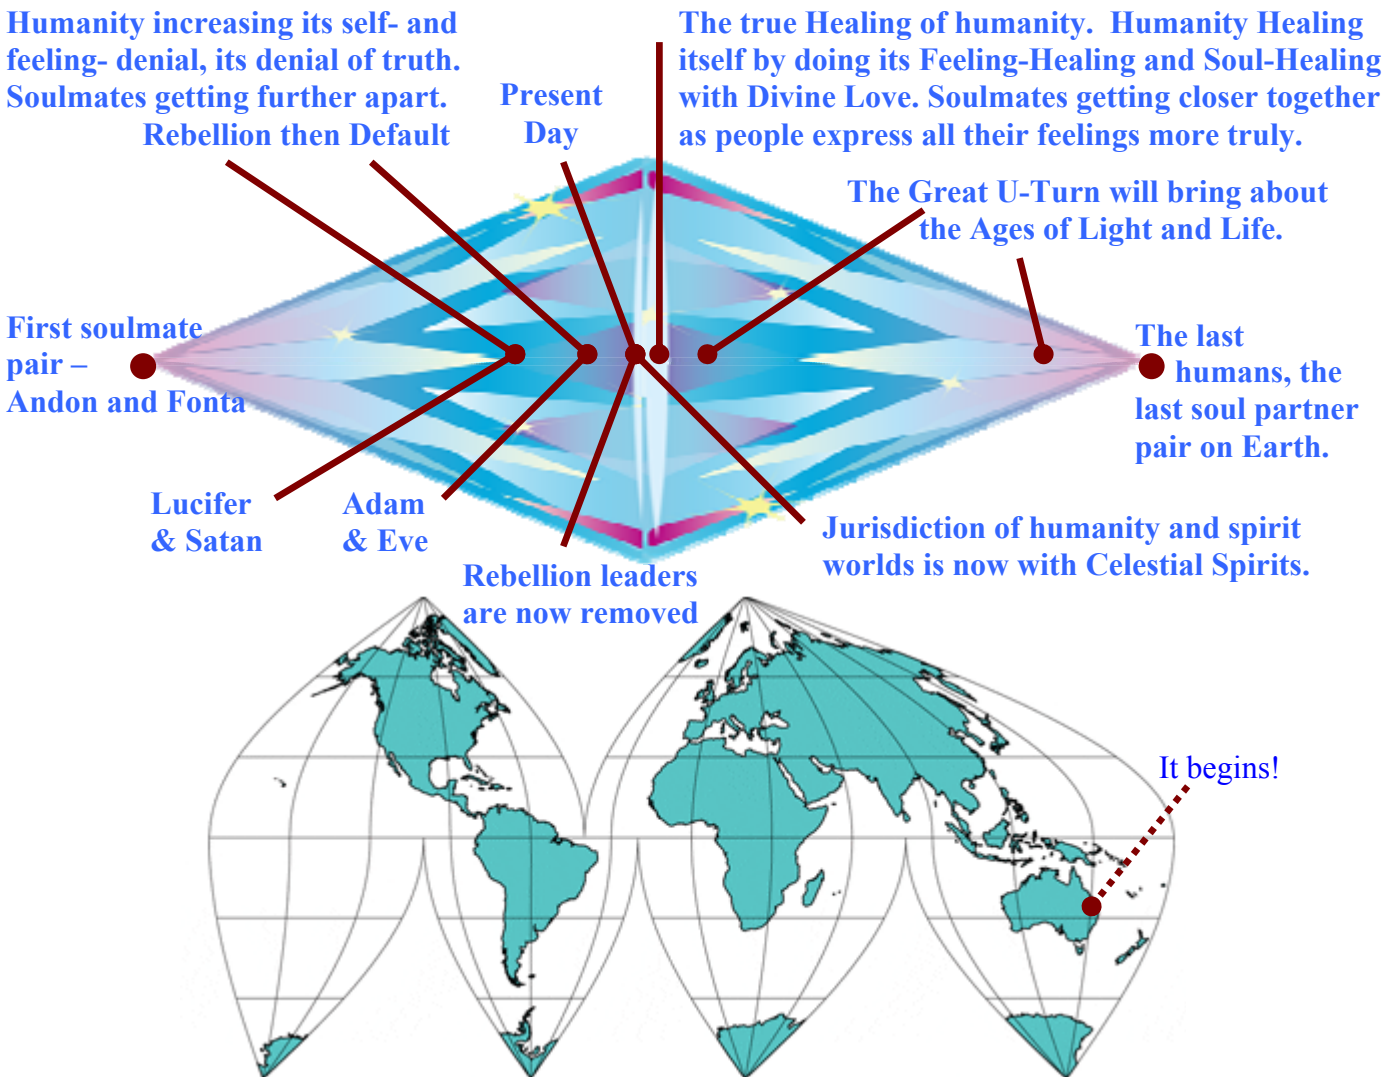 Humanity increasing its self- and
feeling- denial, its denial of truth.
Soulmates getting further apart.
Rebellion then Default
Present
Day
The true Healing of humanity.  Humanity Healing
itself by doing its Feeling-Healing and Soul-Healing
with Divine Love. Soulmates getting closer together
as people express all their feelings more truly.
The Great U-Turn will bring about
the Ages of Light and Life.
First soulmate
pair –
Andon and Fonta
The last
humans, the
last soul partner
pair on Earth.
Lucifer
& Satan
Adam
& Eve
Rebellion leaders
are now removed
Jurisdiction of humanity and spirit
worlds is now with Celestial Spirits.
It begins!